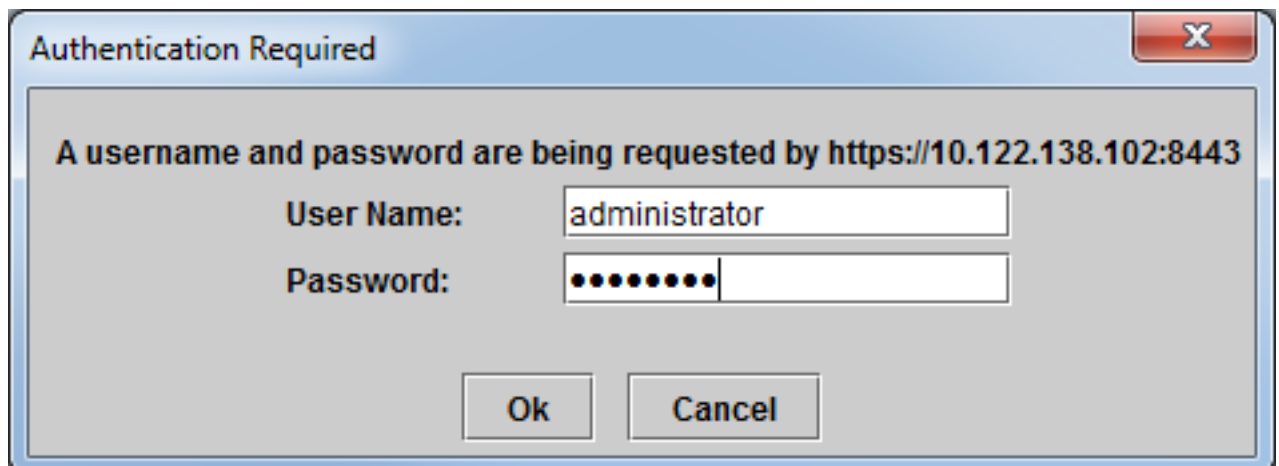 Authentication Required
A username and password are being requested by https://10.122.138.102:8443
User Name: administrator
Password: ••••••••
Ok Cancel